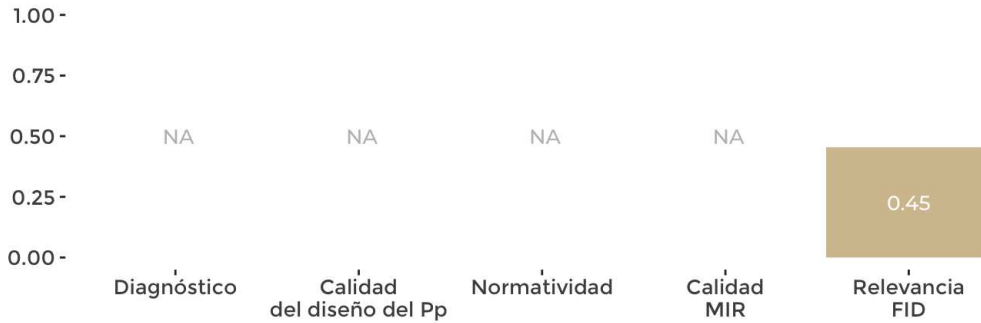 1.00
0.75
0.50
0.25
0.00
NA
NA
NA
NA
0.45
Diagnóstico
Calidad
del diseño del Pp
Normatividad
Calidad
MIR
Relevancia
FID